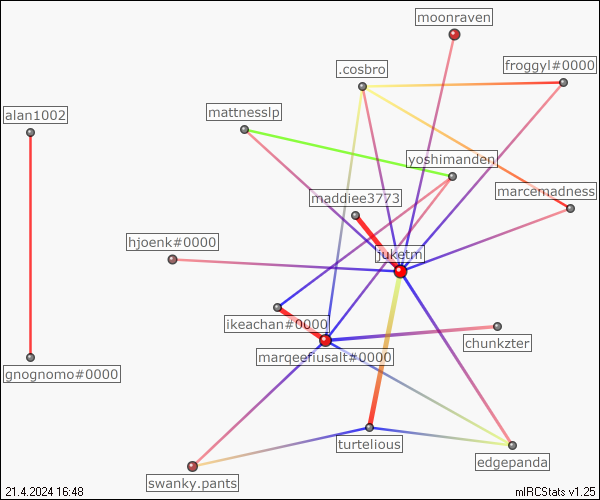 moonraven
froggyl#0000
.cosbro
alan1002
mattnesslp
yoshimanden
marcemadness
maddiee3773
hjoenk#0000
juketm
ikeachan#0000
chunkzter
marqeefiusalt#0000
gnognomo#0000
turtelious
edgepanda
swanky.pants
21.4.2024 16:48
mIRCStats v1.25